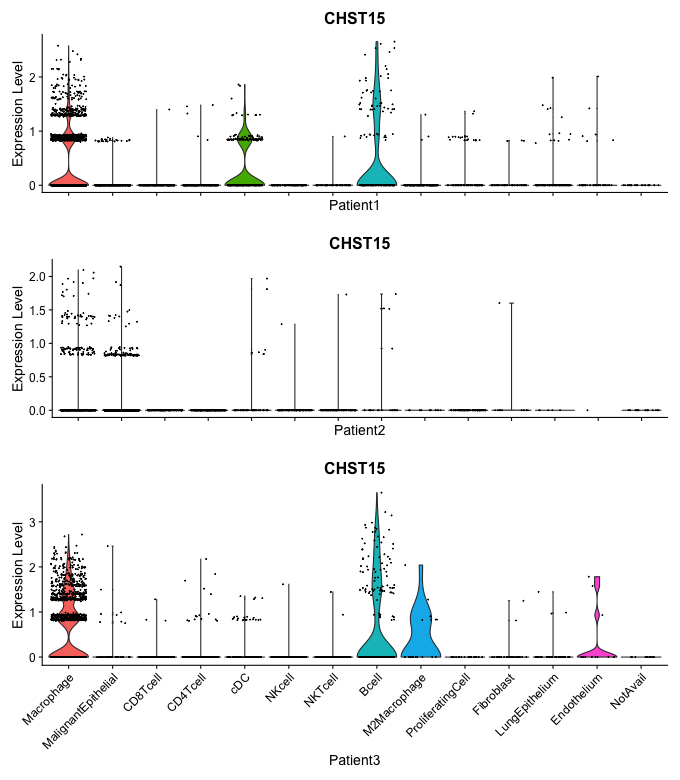 CHST15
Expression Level
2
1
0
Patient1
CHST15
Expression Level
2.0
1.5
1.0
0.5
0.0
Patient2
CHST15
Expression Level
3
2
1
0
Macrophage
MalignantEpithelial
CD8Tcell
CD4Tcell
cDC
NKcell
NKTcell
Bcell
M2Macrophage
ProliferatingCell
Fibroblast
LungEpithelium
Endothelium
NotAvail
Patient3